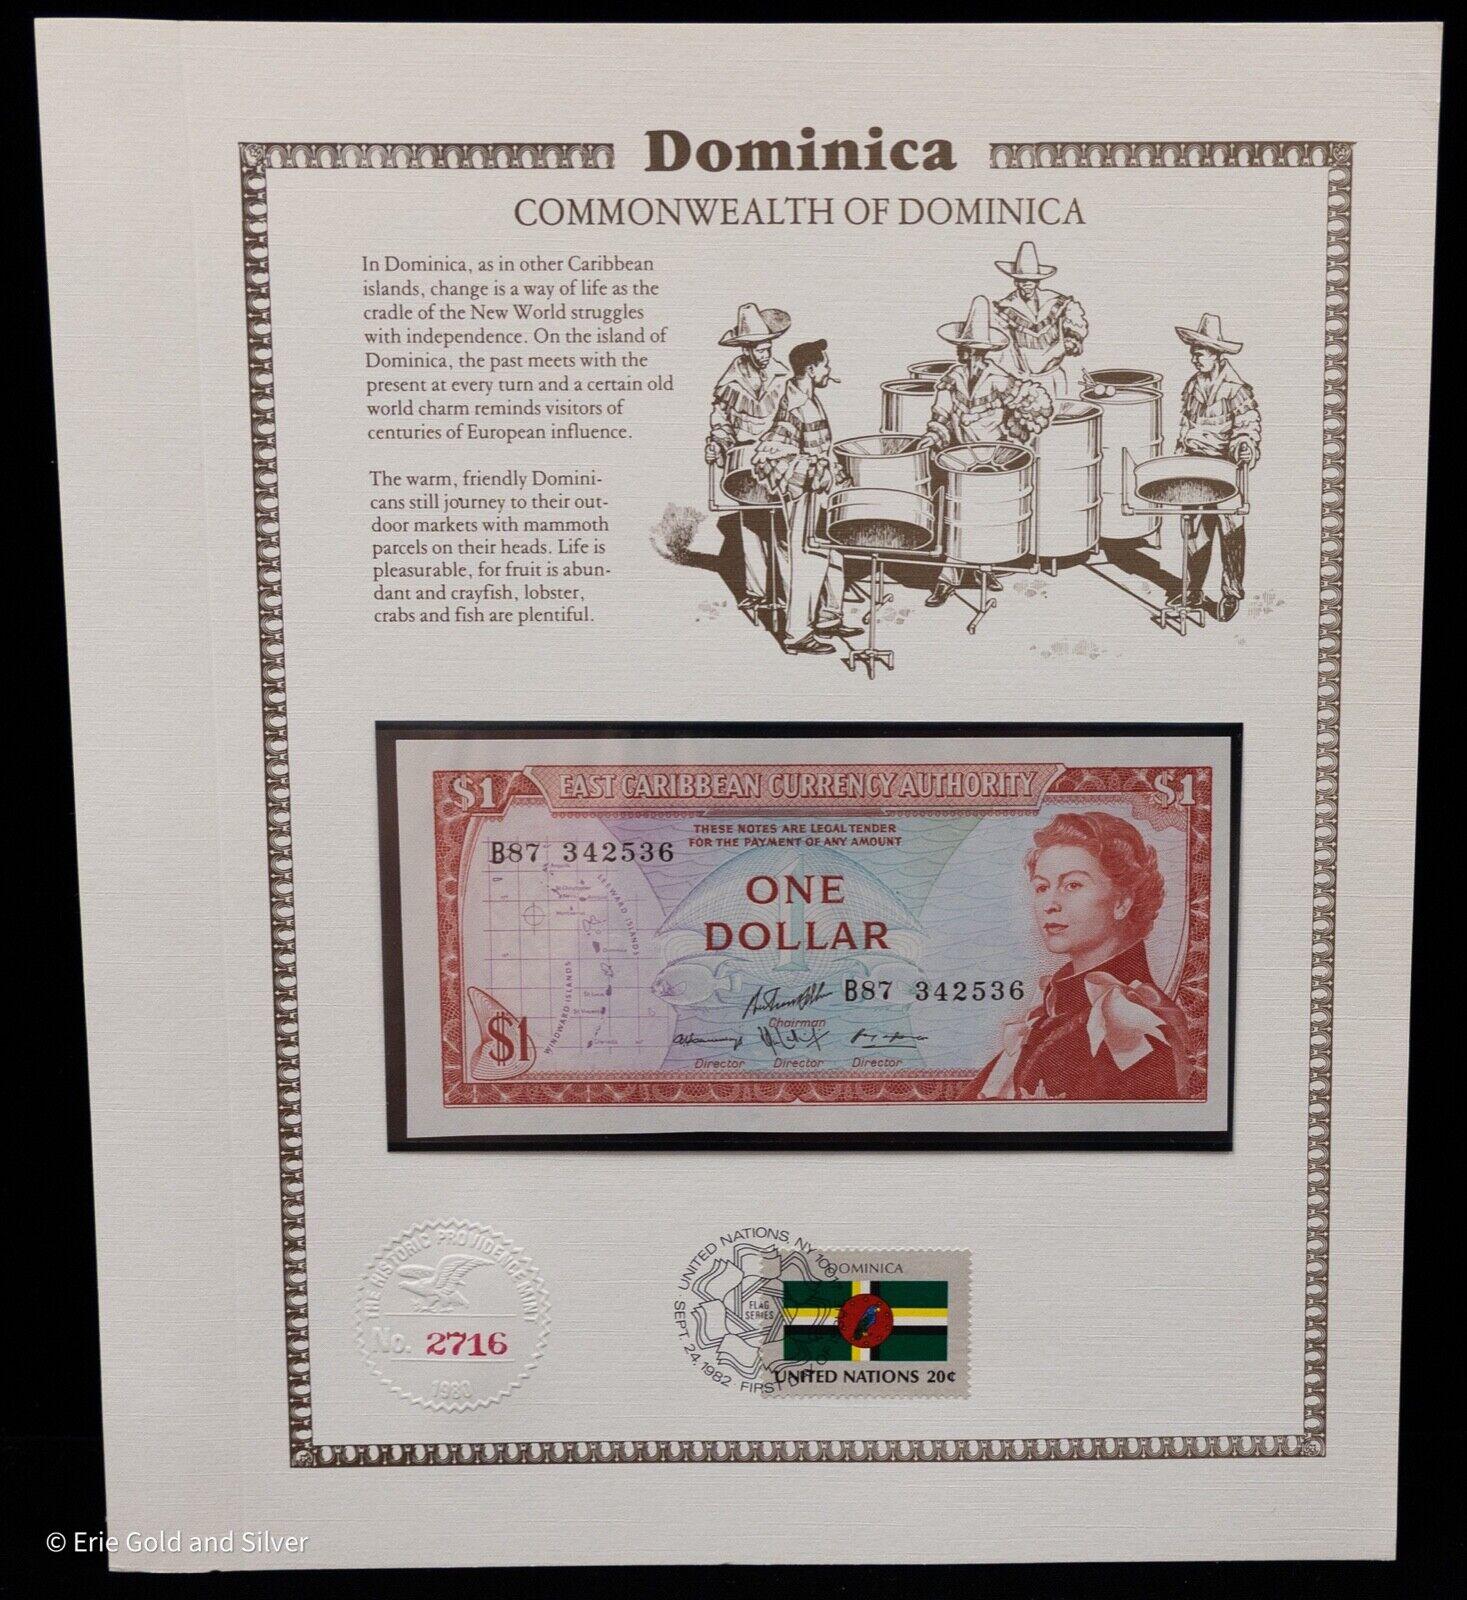 Dominica
COMMONWEALTH OF DOMINICA
In Dominica, as in other Caribbean
islands, change is a way of life as the
cradle of the New World struggles
with independence. On the island of
Dominica, the past meets with the
present at every turn and a certain old
world charm reminds visitors of
centuries of European influence.
The warm, friendly Domini-
cans still journey to their out-
door markets with mammoth
parcels on their heads. Life is
pleasurable, for fruit is abun-
dant and crayfish, lobster,
crabs and fish are plentiful.
$1 EAST CARIBBEAN CURRENCY AUTHORITY $1
THESE NOTES ARE LEGAL TENDER
FOR THE PAYMENT OF ANY AMOUNT
B87 342536
ONE
DOLLAR
1
LEEWARD ISLANDS
WINDWARD ISLANDS
B87 342536
Chairman
$1
Director Director Director
THE HISTORIC PROVIDENCE MINT
No. 2716
1980
UNITED NATIONS, NY
SEPT. 24, 1982 FIRST DAY OF
FLAG
SERIES
DOMINICA
UNITED NATIONS 20¢
© Erie Gold and Silver